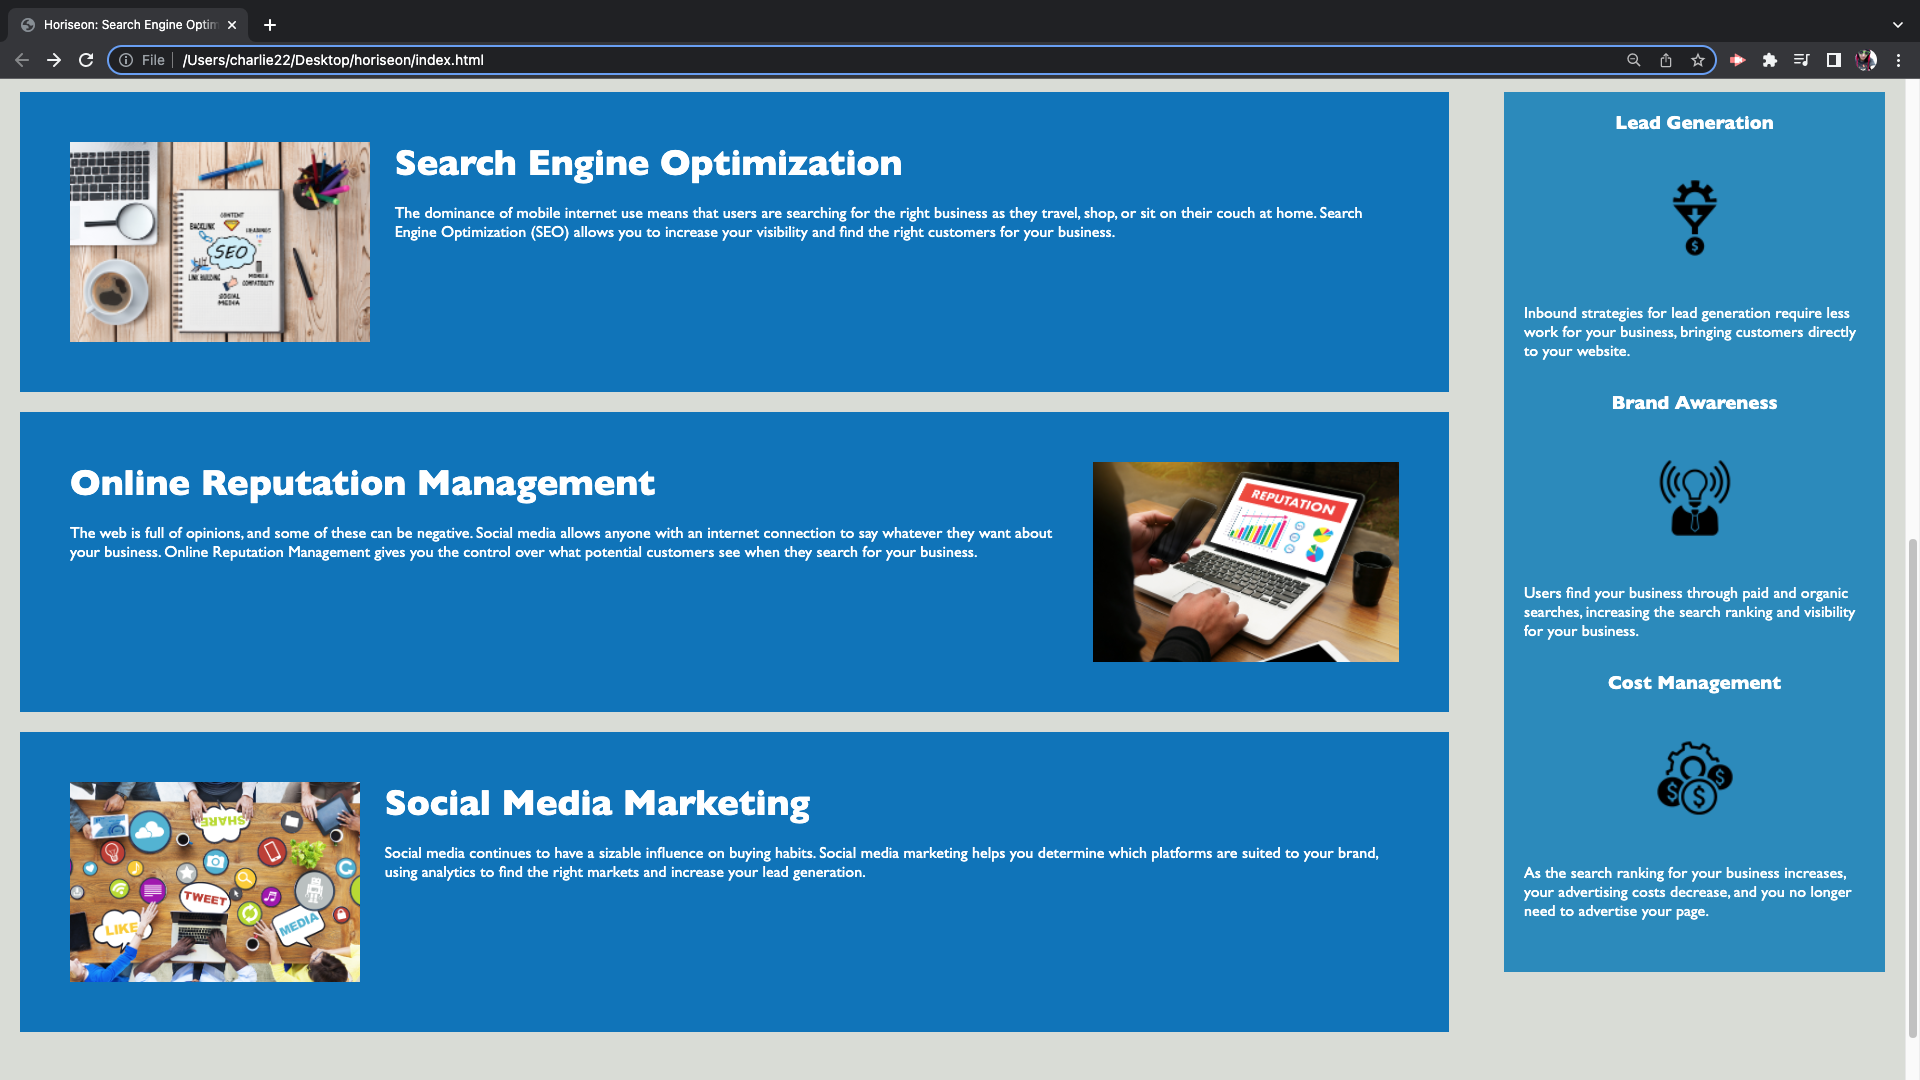 Horiseon: Search Engine Optim
File
/Users/charlie22/Desktop/horiseon/index.html
CONTENT
BACKLINK
HEADINGS
SEO
LINK BUILDING
MOBILE
COMPATIBILITY
SOCIAL
MEDIA
Search Engine Optimization
The dominance of mobile internet use means that users are searching for the right business as they travel, shop, or sit on their couch at home. Search
Engine Optimization (SEO) allows you to increase your visibility and find the right customers for your business.
Online Reputation Management
The web is full of opinions, and some of these can be negative. Social media allows anyone with an internet connection to say whatever they want about
your business. Online Reputation Management gives you the control over what potential customers see when they search for your business.
REPUTATION
SHARE
TWEET
LIKE
MEDIA
Social Media Marketing
Social media continues to have a sizable influence on buying habits. Social media marketing helps you determine which platforms are suited to your brand,
using analytics to find the right markets and increase your lead generation.
Lead Generation
$
Inbound strategies for lead generation require less
work for your business, bringing customers directly
to your website.
Brand Awareness
Users find your business through paid and organic
searches, increasing the search ranking and visibility
for your business.
Cost Management
$
$
$
As the search ranking for your business increases,
your advertising costs decrease, and you no longer
need to advertise your page.